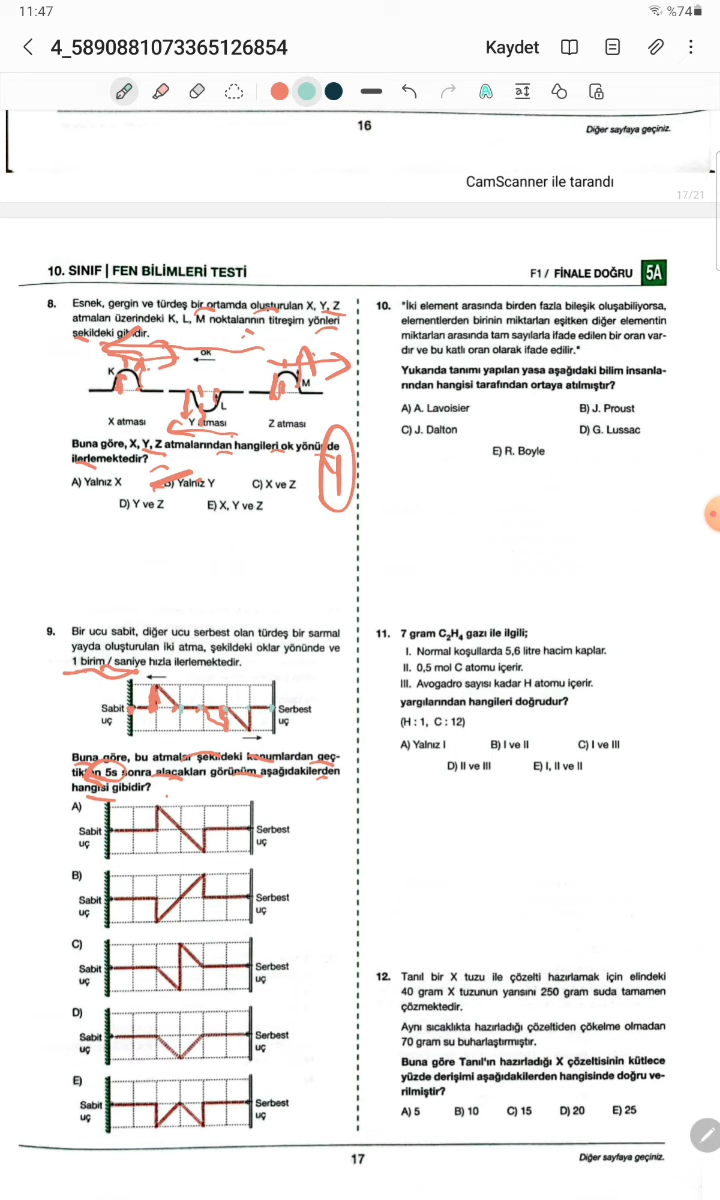 11:47
%74
4_5890881073365126854
Kaydet
16
Diğer sayfaya geçiniz.
CamScanner ile tarandı
17/21
10. SINIF | FEN BİLİMLERİ TESTİ
F1 / FİNALE DOĞRU 5A
8. Esnek, gergin ve türdeş bir ortamda oluşturulan X, Y, Z
atmaları üzerindeki K, L, M noktalarının titreşim yönleri
şekildeki gibidir.
OK
K
L
M
X atması
Y atması
Z atması
Buna göre, X, Y, Z atmalarından hangileri ok yönünde
ilerlemektedir?
A) Yalnız X
B) Yalnız Y
C) X ve Z
D) Y ve Z
E) X, Y ve Z
9. Bir ucu sabit, diğer ucu serbest olan türdeş bir sarmal
yayda oluşturulan iki atma, şekildeki oklar yönünde ve
1 birim / saniye hızla ilerlemektedir.
Sabit
uç
Serbest
uç
Buna göre, bu atmalar şekildeki konumlardan geç-
tikten 5s sonra alacakları görünüm aşağıdakilerden
hangisi gibidir?
A)
Sabit
uç
Serbest
uç
B)
Sabit
uç
Serbest
uç
C)
Sabit
uç
Serbest
uç
D)
Sabit
uç
Serbest
uç
E)
Sabit
uç
Serbest
uç
10. "İki element arasında birden fazla bileşik oluşabiliyorsa,
elementlerden birinin miktarları eşitken diğer elementin
miktarları arasında tam sayılarla ifade edilen bir oran var-
dır ve bu katlı oran olarak ifade edilir."
Yukarıda tanımı yapılan yasa aşağıdaki bilim insanla-
rından hangisi tarafından ortaya atılmıştır?
A) A. Lavoisier
B) J. Proust
C) J. Dalton
D) G. Lussac
E) R. Boyle
11. 7 gram C₂H₄ gazı ile ilgili;
I. Normal koşullarda 5,6 litre hacim kaplar.
II. 0,5 mol C atomu içerir.
III. Avogadro sayısı kadar H atomu içerir.
yargılarından hangileri doğrudur?
(H : 1, C : 12)
A) Yalnız I
B) I ve II
C) I ve III
D) II ve III
E) I, II ve II
12. Tanıl bir X tuzu ile çözelti hazırlamak için elindeki
40 gram X tuzunun yarısını 250 gram suda tamamen
çözmektedir.
Aynı sıcaklıkta hazırladığı çözeltiden çökelme olmadan
70 gram su buharlaştırmıştır.
Buna göre Tanıl'ın hazırladığı X çözeltisinin kütlece
yüzde derişimi aşağıdakilerden hangisinde doğru ve-
rilmiştir?
A) 5
B) 10
C) 15
D) 20
E) 25
17
Diğer sayfaya geçiniz.